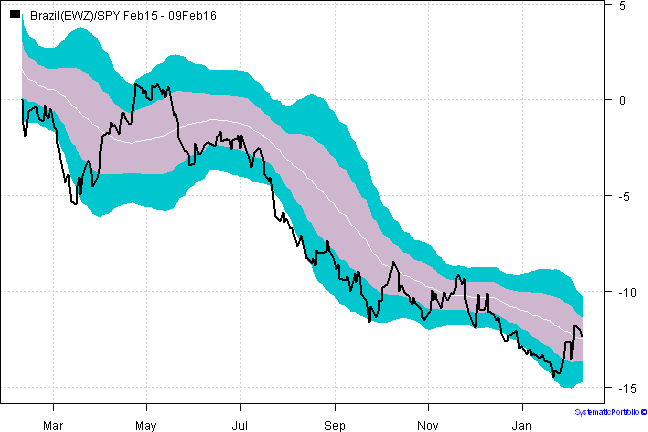 Brazil(EWZ)/SPY Feb15 - 09Feb16
5
0
-5
-10
-15
Mar May Jul Sep Nov Jan
SystematicPortfolio ©